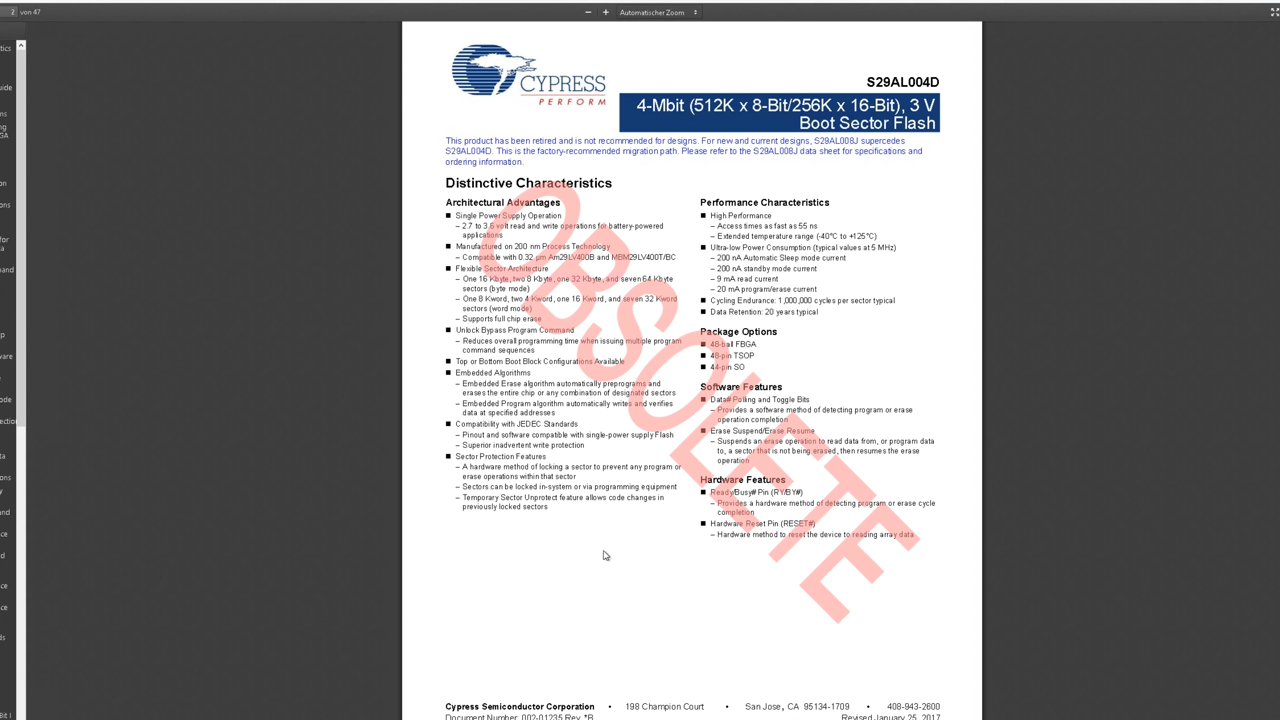 2 von 47
Automatischer Zoom
CYPRESS
PERFORM
S29AL004D
4-Mbit (512K x 8-Bit/256K x 16-Bit), 3 V
Boot Sector Flash
This product has been retired and is not recommended for designs. For new and current designs, S29AL008J supercedes
S29AL004D. This is the factory-recommended migration path. Please refer to the S29AL008J data sheet for specifications and
ordering information.
Distinctive Characteristics
Architectural Advantages
■ Single Power Supply Operation
– 2.7 to 3.6 volt read and write operations for battery-powered
applications
■ Manufactured on 200 nm Process Technology
– Compatible with 0.32 µm Am29LV400B and MBM29LV400T/BC
■ Flexible Sector Architecture
– One 16 Kbyte, two 8 Kbyte, one 32 Kbyte, and seven 64 Kbyte
sectors (byte mode)
– One 8 Kword, two 4 Kword, one 16 Kword, and seven 32 Kword
sectors (word mode)
– Supports full chip erase
■ Unlock Bypass Program Command
– Reduces overall programming time when issuing multiple program
command sequences
■ Top or Bottom Boot Block Configurations Available
■ Embedded Algorithms
– Embedded Erase algorithm automatically preprograms and
erases the entire chip or any combination of designated sectors
– Embedded Program algorithm automatically writes and verifies
data at specified addresses
■ Compatibility with JEDEC Standards
– Pinout and software compatible with single-power supply Flash
– Superior inadvertent write protection
■ Sector Protection Features
– A hardware method of locking a sector to prevent any program or
erase operations within that sector
– Sectors can be locked in-system or via programming equipment
– Temporary Sector Unprotect feature allows code changes in
previously locked sectors
Performance Characteristics
■ High Performance
– Access times as fast as 55 ns
– Extended temperature range (-40°C to +125°C)
■ Ultra-low Power Consumption (typical values at 5 MHz)
– 200 nA Automatic Sleep mode current
– 200 nA standby mode current
– 9 mA read current
– 20 mA program/erase current
■ Cycling Endurance: 1,000,000 cycles per sector typical
■ Data Retention: 20 years typical
Package Options
■ 48-ball FBGA
■ 48-pin TSOP
■ 44-pin SO
Software Features
■ Data# Polling and Toggle Bits
– Provides a software method of detecting program or erase
operation completion
■ Erase Suspend/Erase Resume
– Suspends an erase operation to read data from, or program data
to, a sector that is not being erased, then resumes the erase
operation
Hardware Features
■ Ready/Busy# Pin (RY/BY#)
– Provides a hardware method of detecting program or erase cycle
completion
■ Hardware Reset Pin (RESET#)
– Hardware method to reset the device to reading array data
OBSOLETE
Cypress Semiconductor Corporation • 198 Champion Court • San Jose, CA 95134-1709 • 408-943-2600
Document Number: 002-01235 Rev. *B Revised January 25, 2017